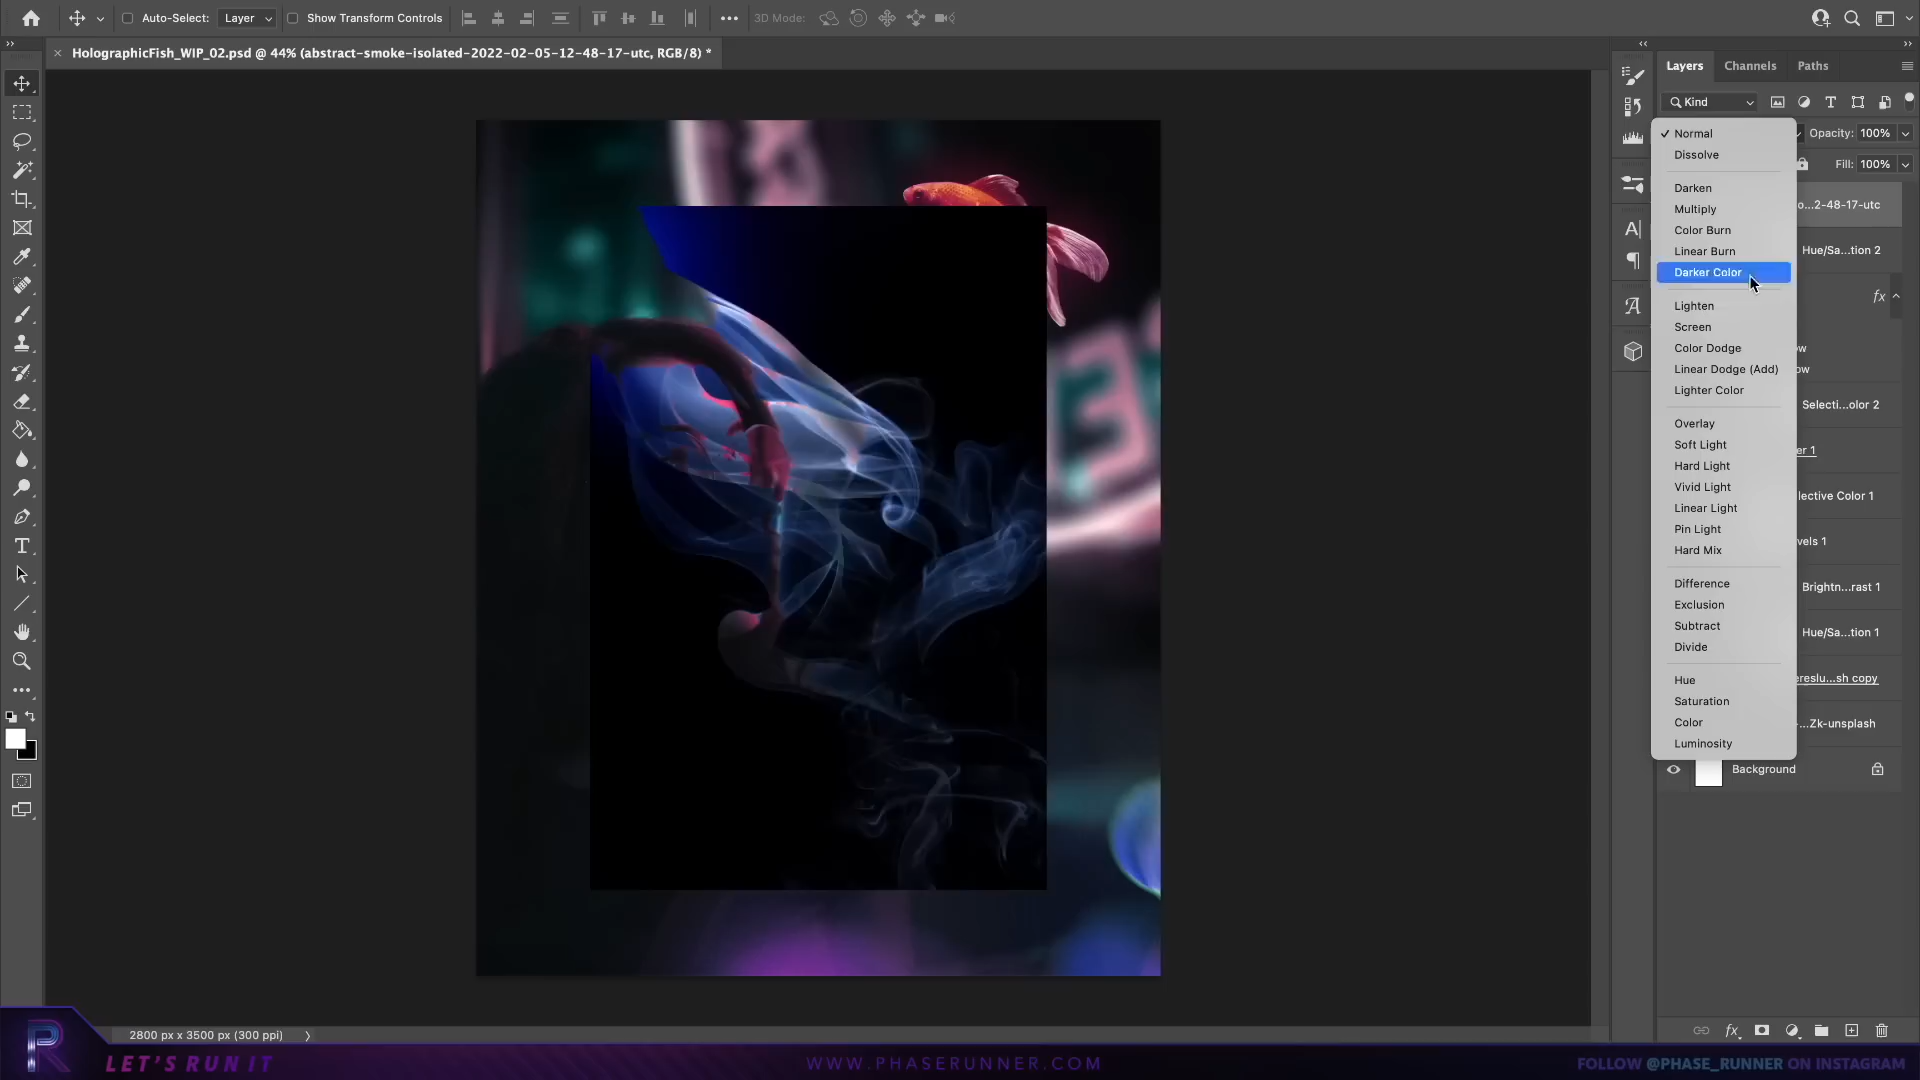 Auto-Select: Layer Show Transform Controls 3D Mode:
HolographicFish_WIP_02.psd @ 44% (abstract-smoke-isolated-2022-02-05-12-48-17-utc, RGB/8) *
Layers Channels Paths
Kind
Normal
Opacity: 100%
Dissolve
Fill: 100%
Darken
Multiply
Color Burn
Linear Burn
Darker Color
Lighten
Screen
Color Dodge
Linear Dodge (Add)
Lighter Color
Overlay
Soft Light
Hard Light
Vivid Light
Linear Light
Pin Light
Hard Mix
Difference
Exclusion
Subtract
Divide
Hue
Saturation
Color
Luminosity
o...2-48-17-utc
Hue/Sa...tion 2
fx
ow
ow
Selecti...olor 2
er 1
lective Color 1
vels 1
Brightn...rast 1
Hue/Sa...tion 1
ereslu...sh copy
-...Zk-unsplash
Background
2800 px x 3500 px (300 ppi)
fx
R
LET'S RUN IT
WWW.PHASERUNNER.COM
FOLLOW @PHASE_RUNNER ON INSTAGRAM